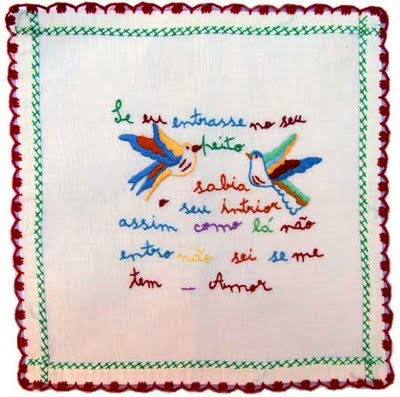 Se eu entrasse no seu
peito
sabia
o seu intrior
assim como lá não
entro não sei se me
tem – Amor